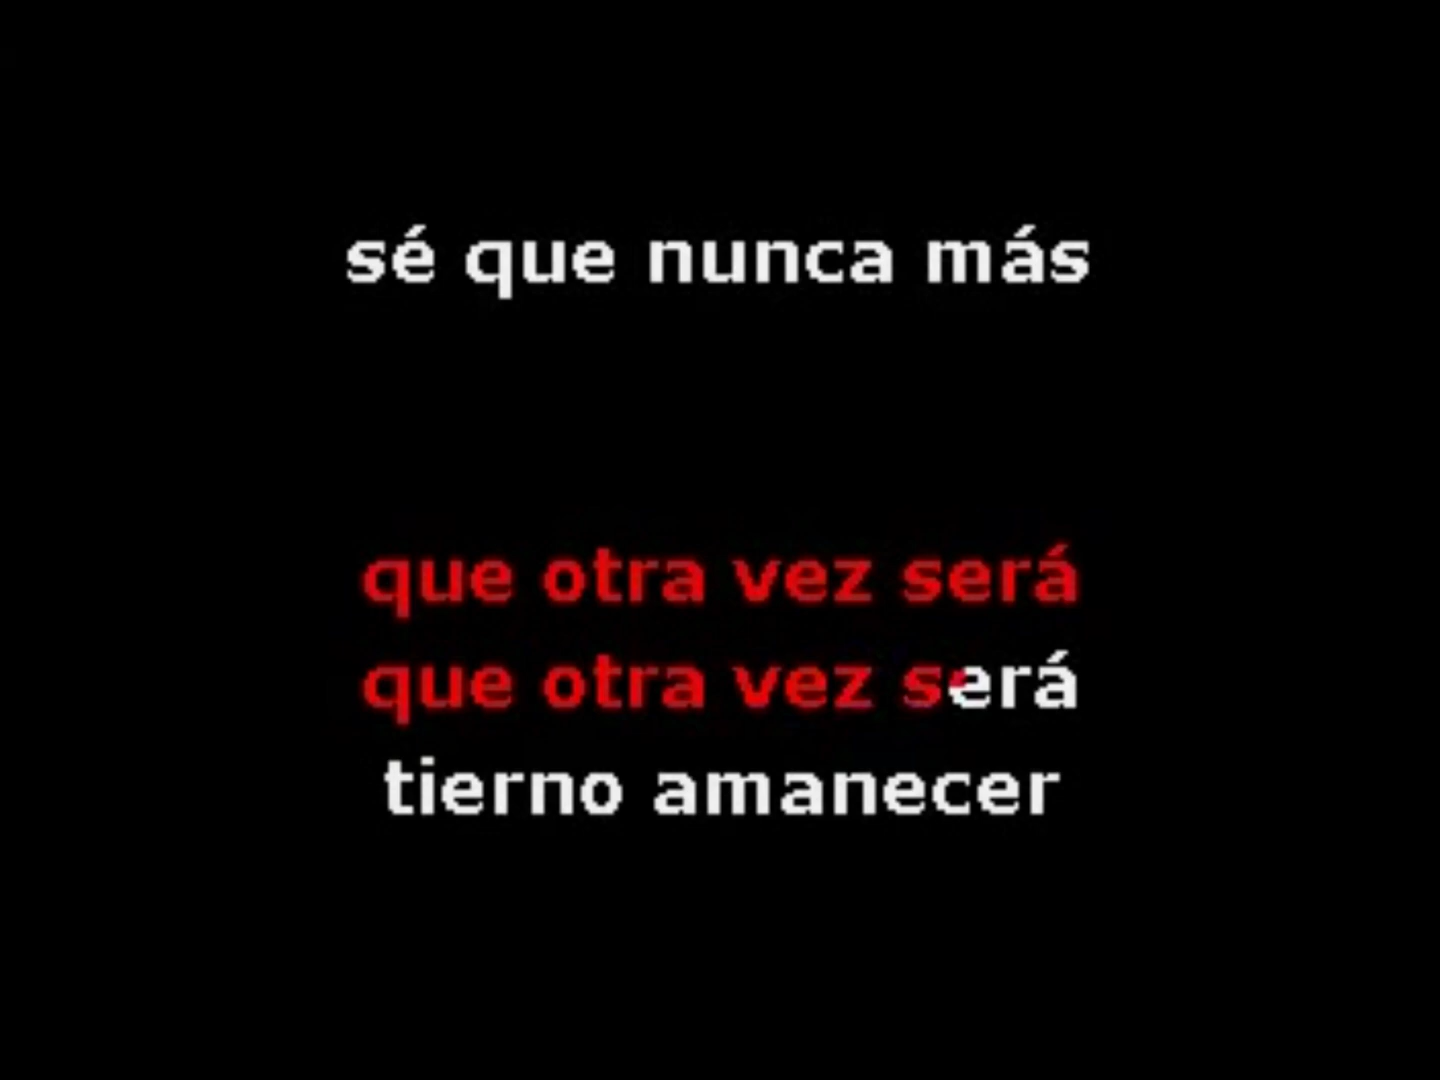 sé que nunca más
que otra vez será
que otra vez será
tierno amanecer